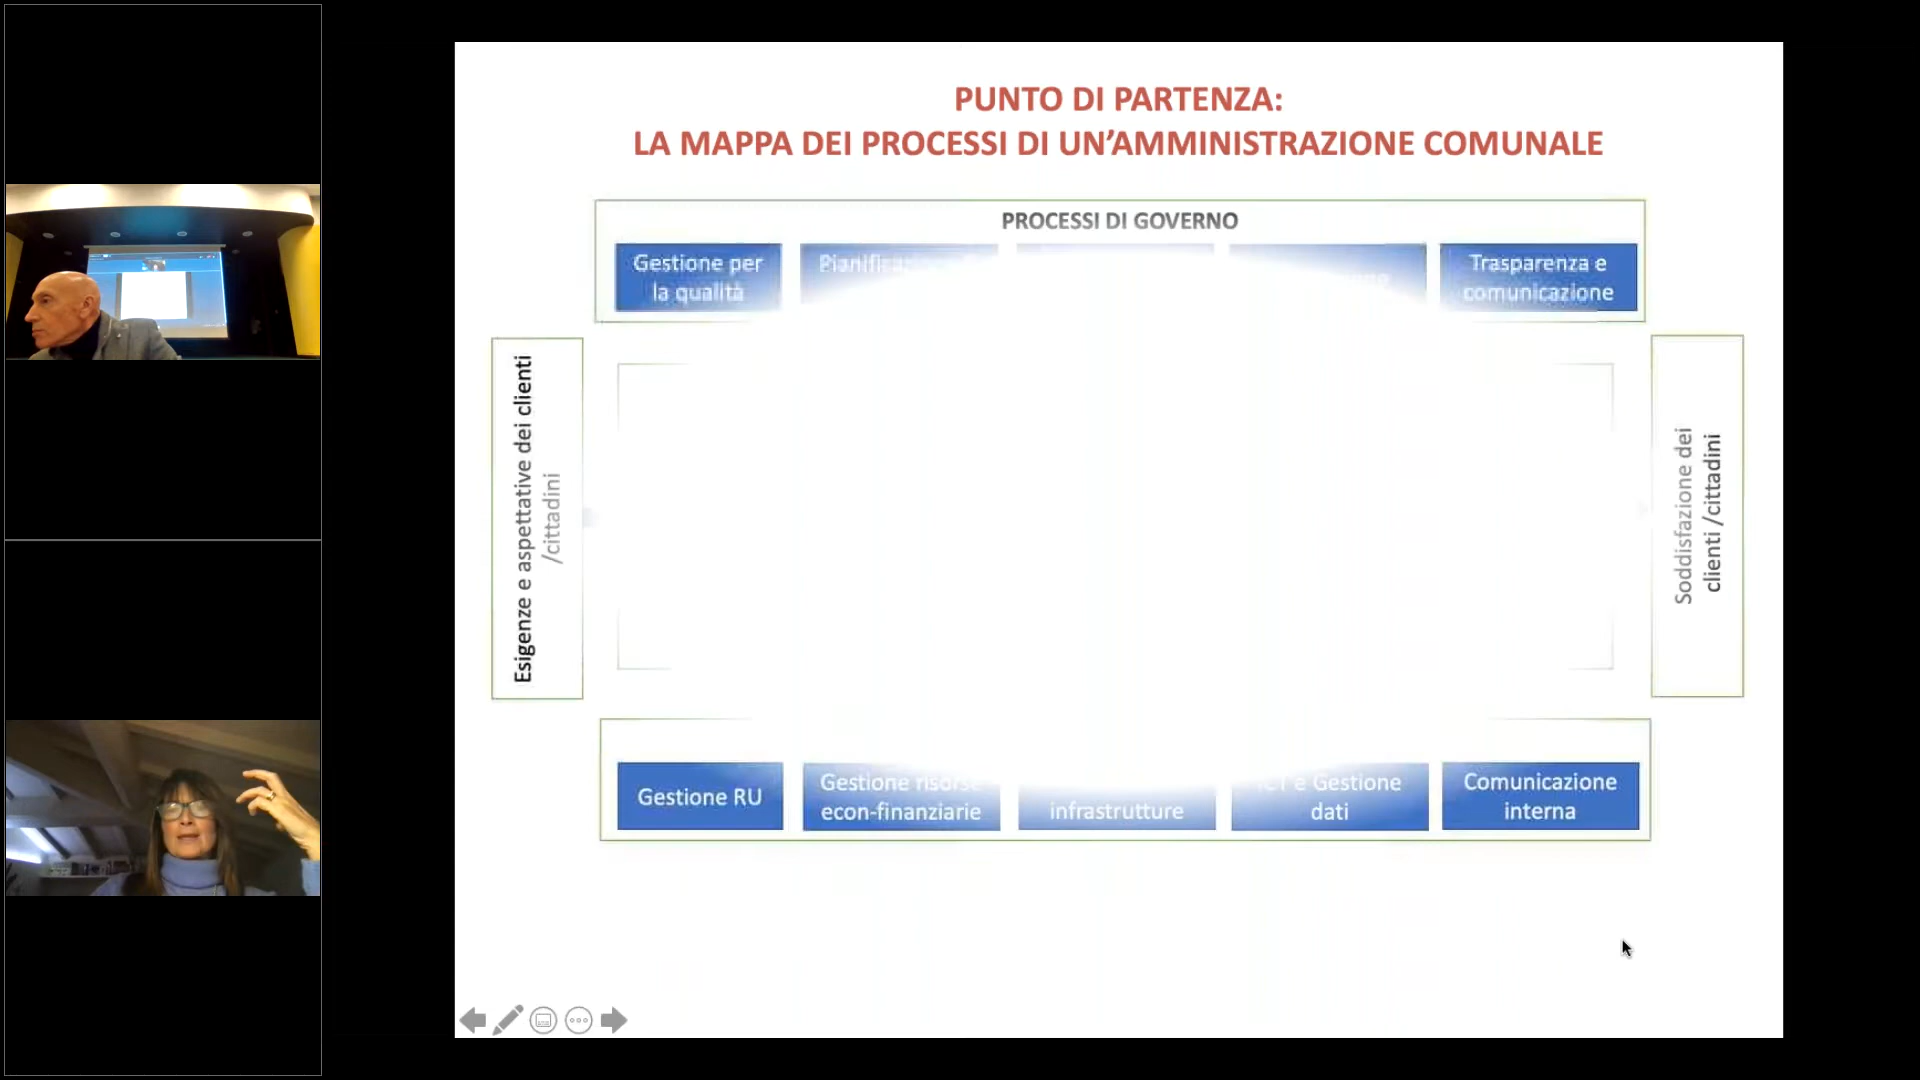 PUNTO DI PARTENZA:
LA MAPPA DEI PROCESSI DI UN’AMMINISTRAZIONE COMUNALE
PROCESSI DI GOVERNO
Gestione per
la qualità
Trasparenza e
comunicazione
Esigenze e aspettative dei clienti
/cittadini
Soddisfazione dei
clienti /cittadini
Gestione RU
Gestione risorse
econ-finanziarie
infrastrutture
ICT e Gestione
dati
Comunicazione
interna